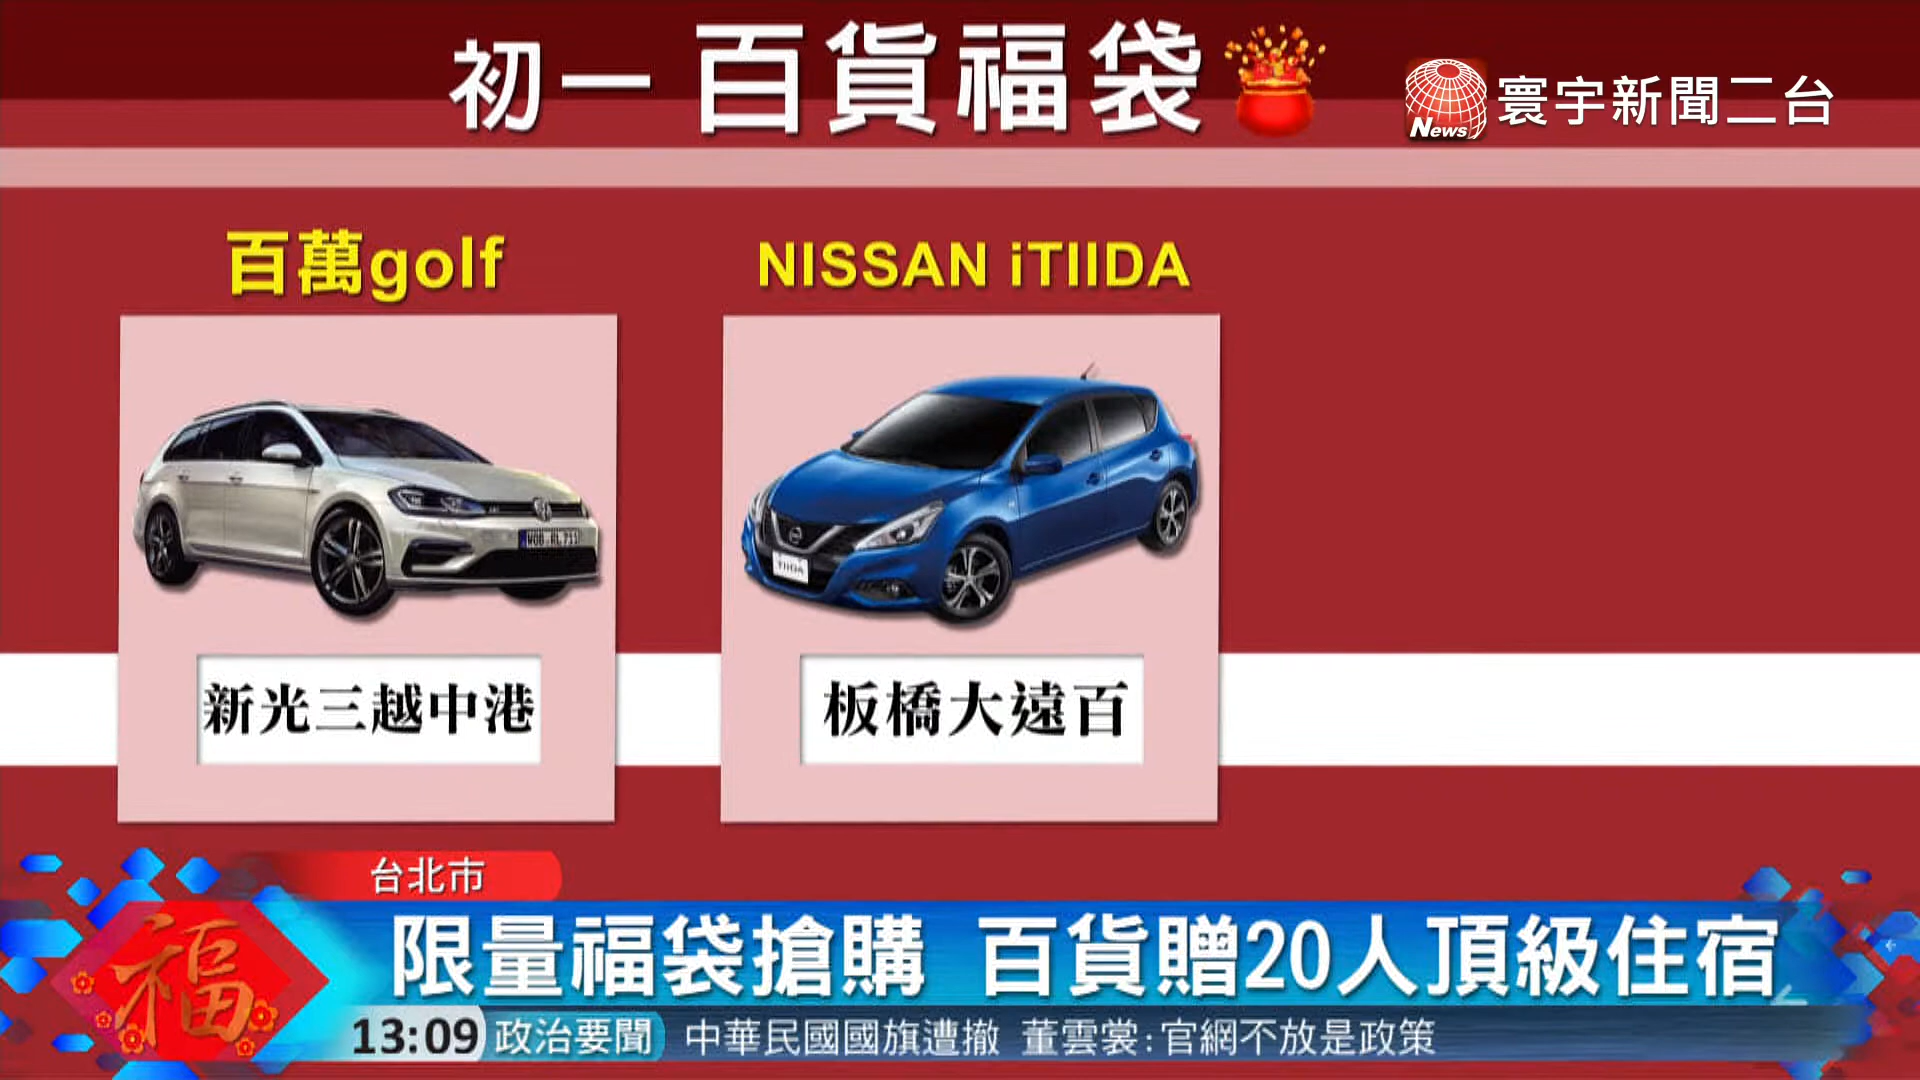 初一 百貨福袋
News 寰宇新聞二台
百萬golf
NISSAN iTIIDA
WOB RL 711
TIIDA
新光三越中港
板橋大遠百
台北市
限量福袋搶購 百貨贈20人頂級住宿
福
13:09 政治要聞 中華民國國旗遭撤 董雲裳:官網不放是政策